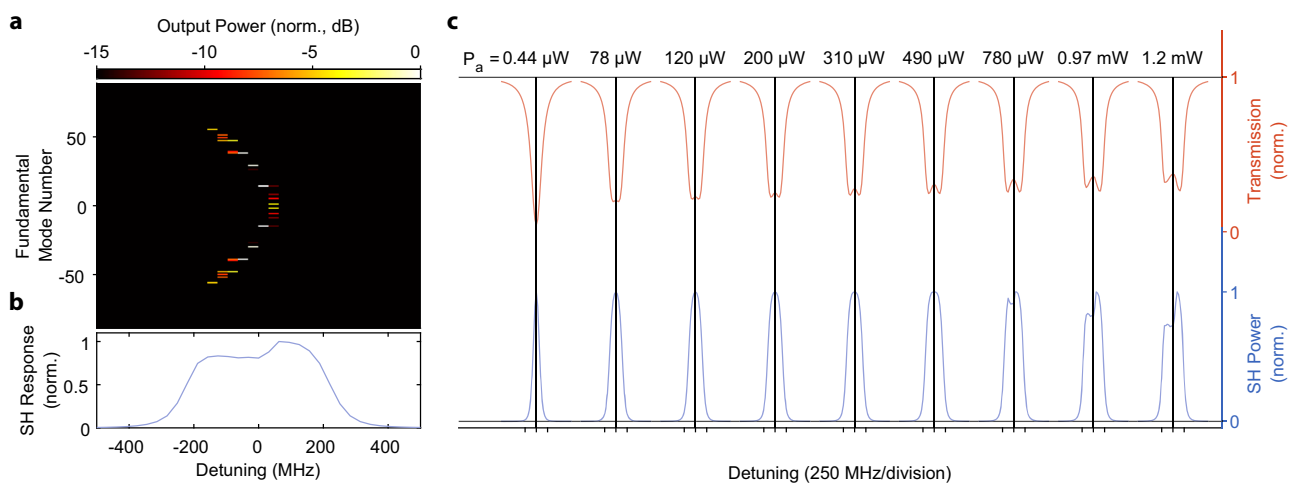 a
Output Power (norm., dB)
-15 -10 -5 0
Fundamental
Mode Number
50
0
-50
b
SH Response
(norm.)
1
0.5
0
-400 -200 0 200 400
Detuning (MHz)
c
Pa = 0.44 µW 78 µW 120 µW 200 µW 310 µW 490 µW 780 µW 0.97 mW 1.2 mW
1
Transmission
(norm.)
0
1
SH Power
(norm.)
0
Detuning (250 MHz/division)